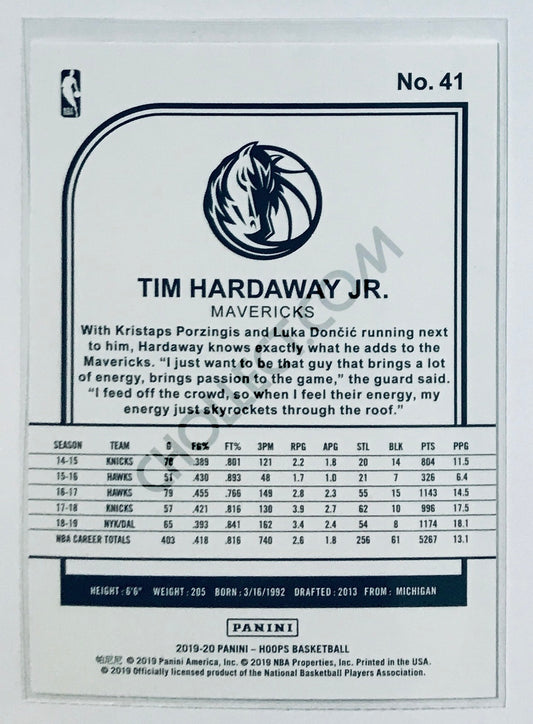 No. 41
NBA
TIM HARDAWAY JR.
MAVERICKS
With Kristaps Porzingis and Luka Dončić running next
to him, Hardaway knows exactly what he adds to the
Mavericks. “I just want to be that guy that brings a lot
of energy, brings passion for the game,” the guard said.
“I feed off the crowd, so when I feel their energy, my
energy just skyrockets through the roof.”
SEASON TEAM G FG% FT% 3PM RPG APG STL BLK PTS PPG
14-15 KNICKS 70 .389 .801 121 2.2 1.8 20 14 804 11.5
15-16 HAWKS 51 .430 .893 48 1.7 1.0 21 7 326 6.4
16-17 HAWKS 79 .455 .766 149 2.8 2.3 55 15 1143 14.5
17-18 KNICKS 57 .421 .816 130 3.9 2.7 62 10 996 17.5
18-19 NYK/DAL 65 .393 .841 162 3.4 2.4 54 8 1174 18.1
NBA CAREER TOTALS 403 .418 .816 740 2.6 1.8 256 61 5267 13.1
HEIGHT: 6'6" WEIGHT: 205 BORN: 3/16/1992 DRAFTED: 2013 FROM: MICHIGAN
PANINI
2019-20 PANINI – HOOPS BASKETBALL
帕尼尼 © 2019 Panini America, Inc. © 2019 NBA Properties, Inc. Printed in the USA.
© 2019 Officially licensed product of the National Basketball Players Association.
CHOLLECT.COM